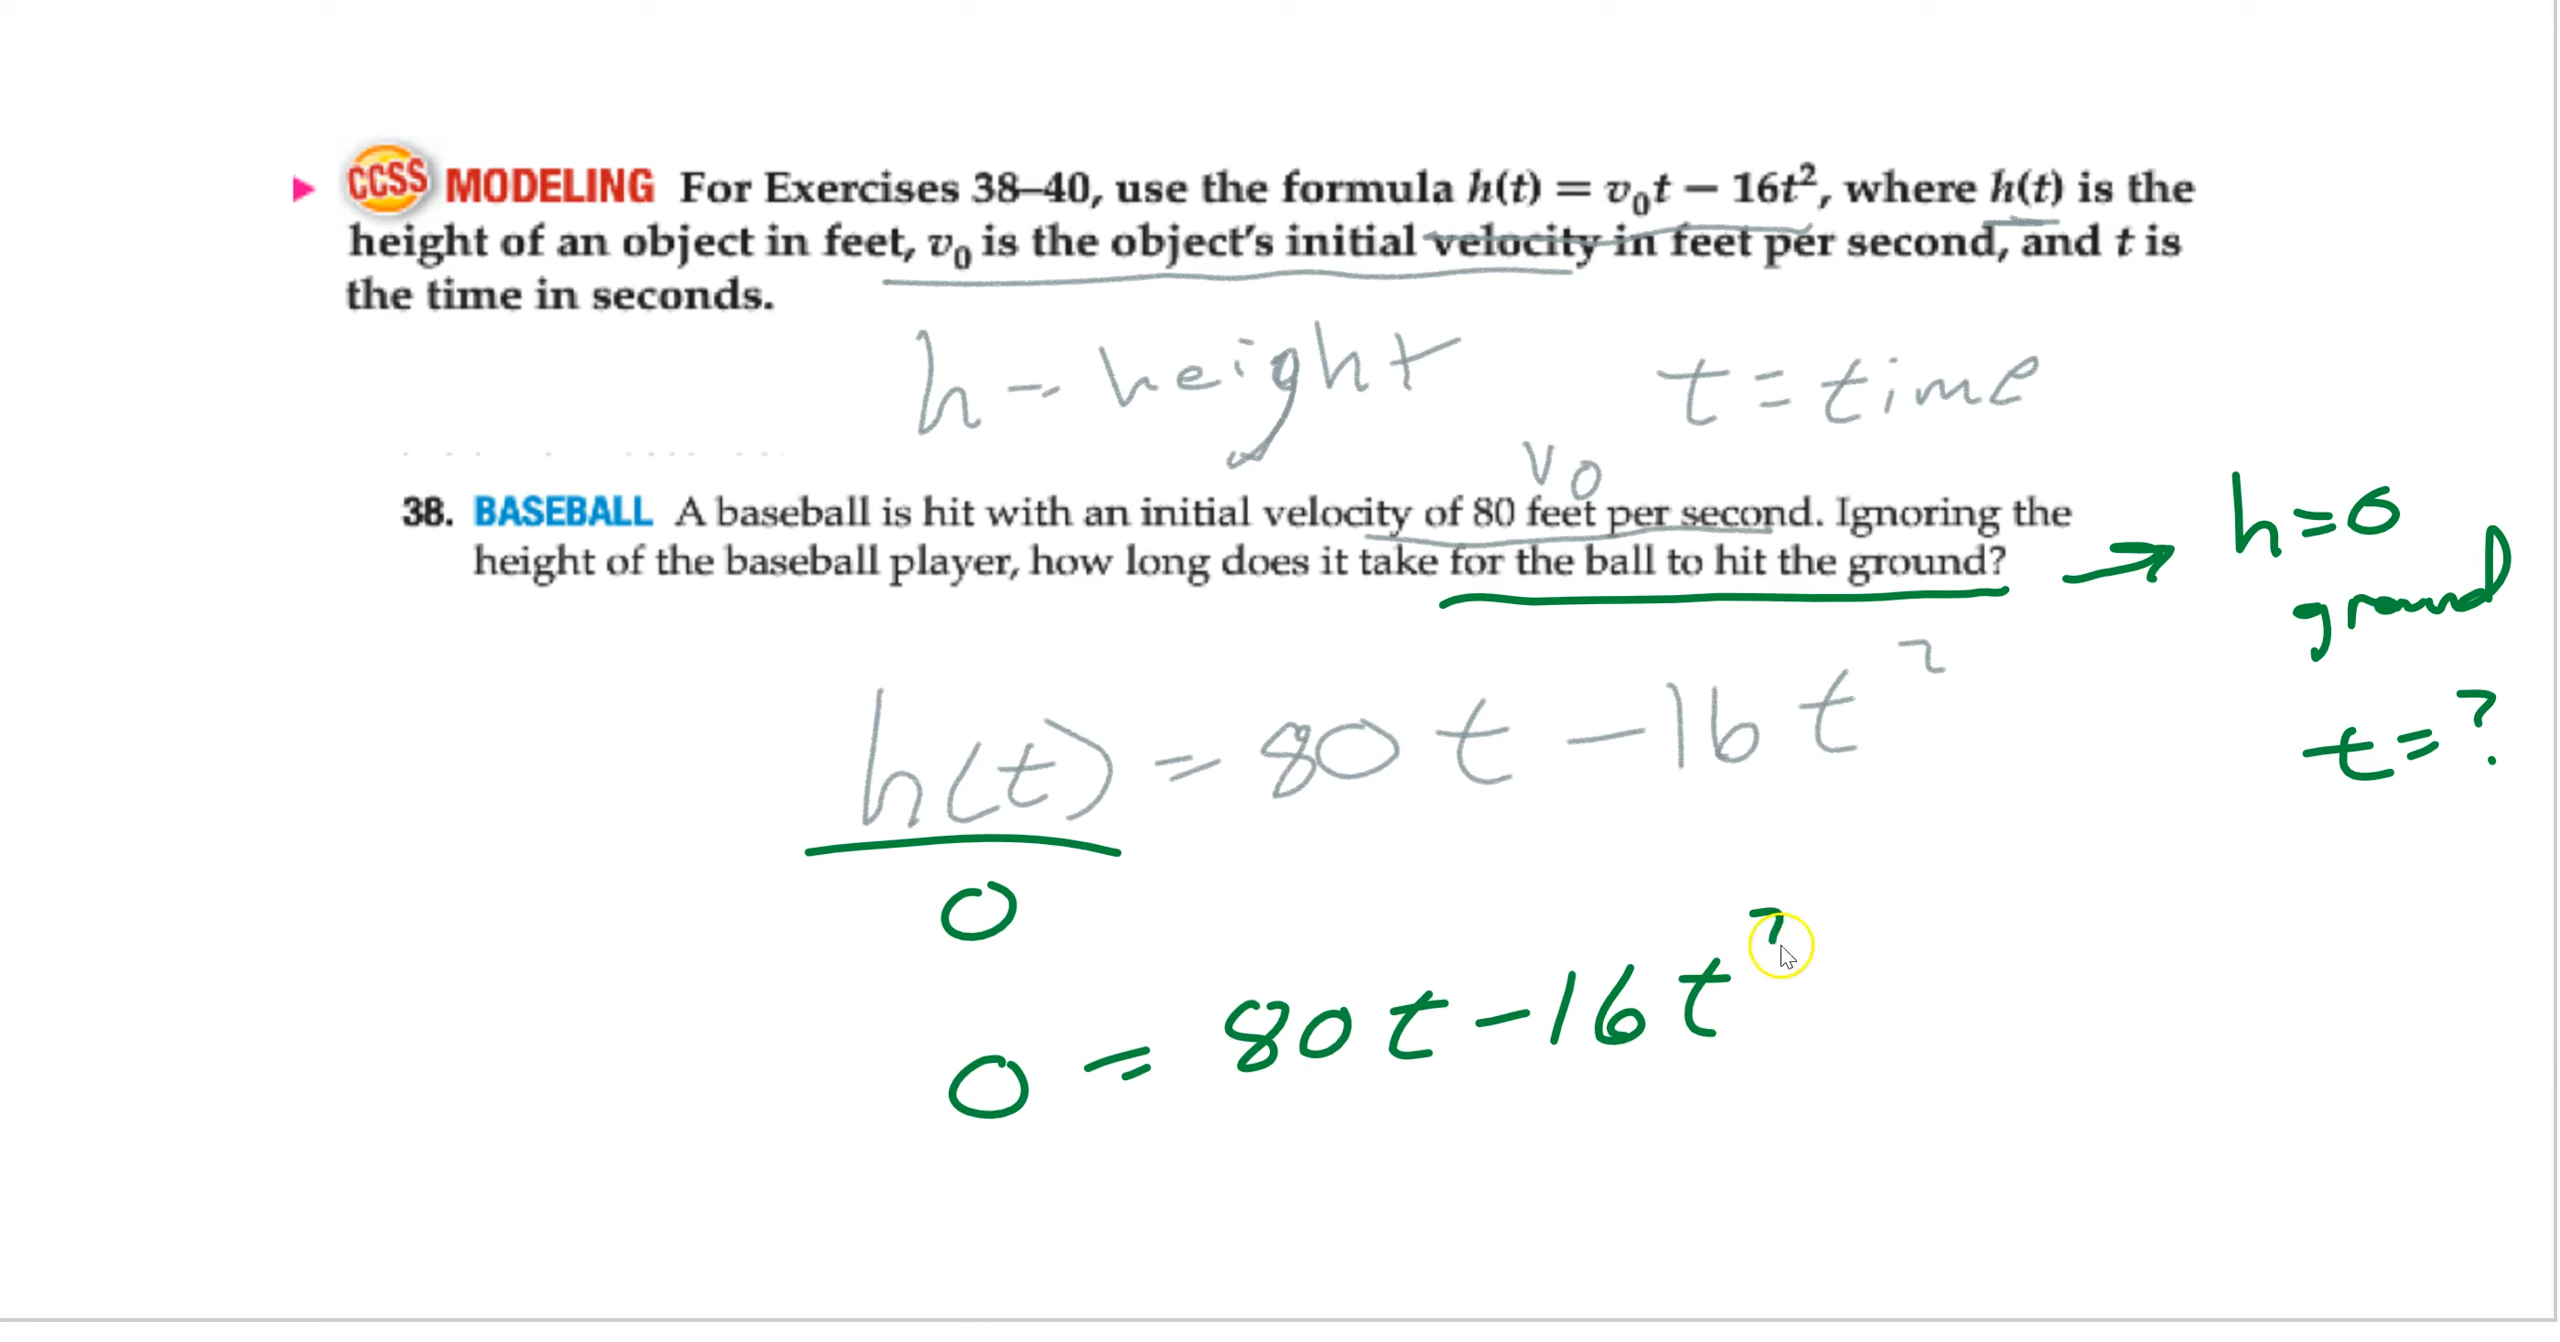 CCSS MODELING For Exercises 38–40, use the formula h(t) = v₀t − 16t², where h(t) is the
height of an object in feet, v₀ is the object's initial velocity in feet per second, and t is
the time in seconds.
h = height t = time
v0
38. BASEBALL A baseball is hit with an initial velocity of 80 feet per second. Ignoring the
height of the baseball player, how long does it take for the ball to hit the ground?
→ h = 0
ground
t = ?
h(t) = 80t − 16t²
0
0 = 80t − 16t²